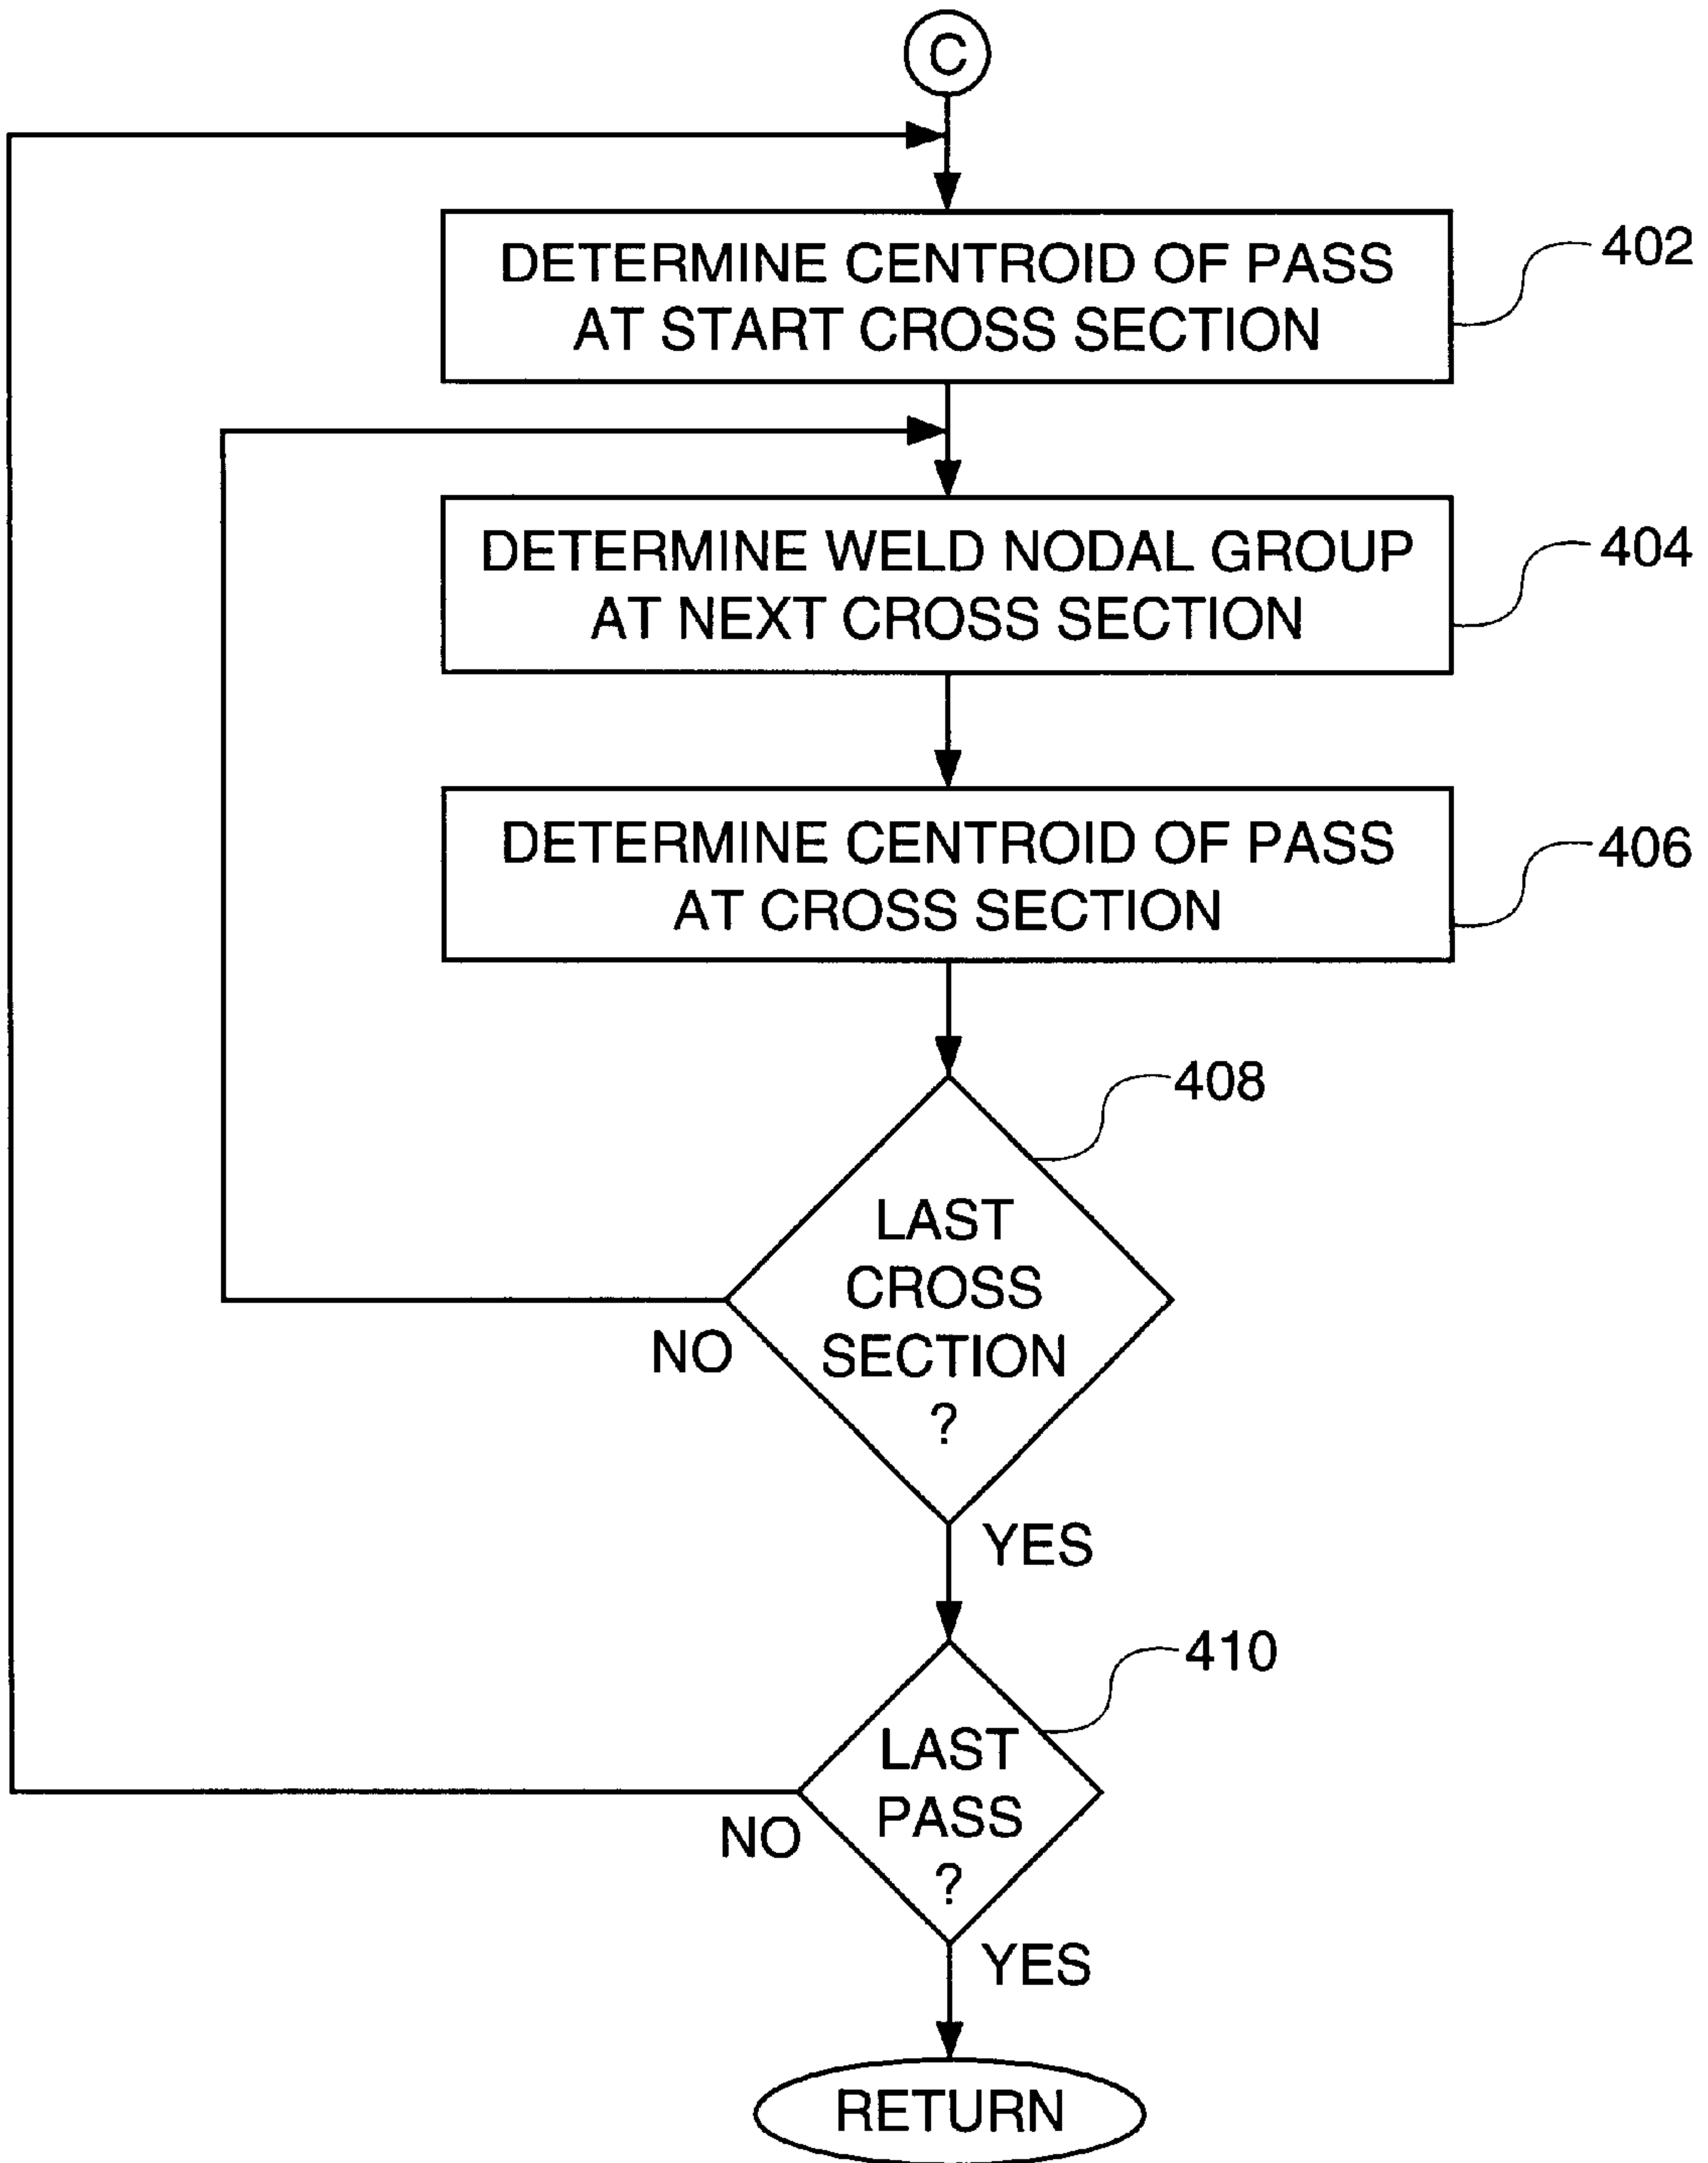 C
DETERMINE CENTROID OF PASS
AT START CROSS SECTION
402
DETERMINE WELD NODAL GROUP
AT NEXT CROSS SECTION
404
DETERMINE CENTROID OF PASS
AT CROSS SECTION
406
408
LAST
CROSS
SECTION
?
NO
YES
410
LAST
PASS
?
NO
YES
RETURN